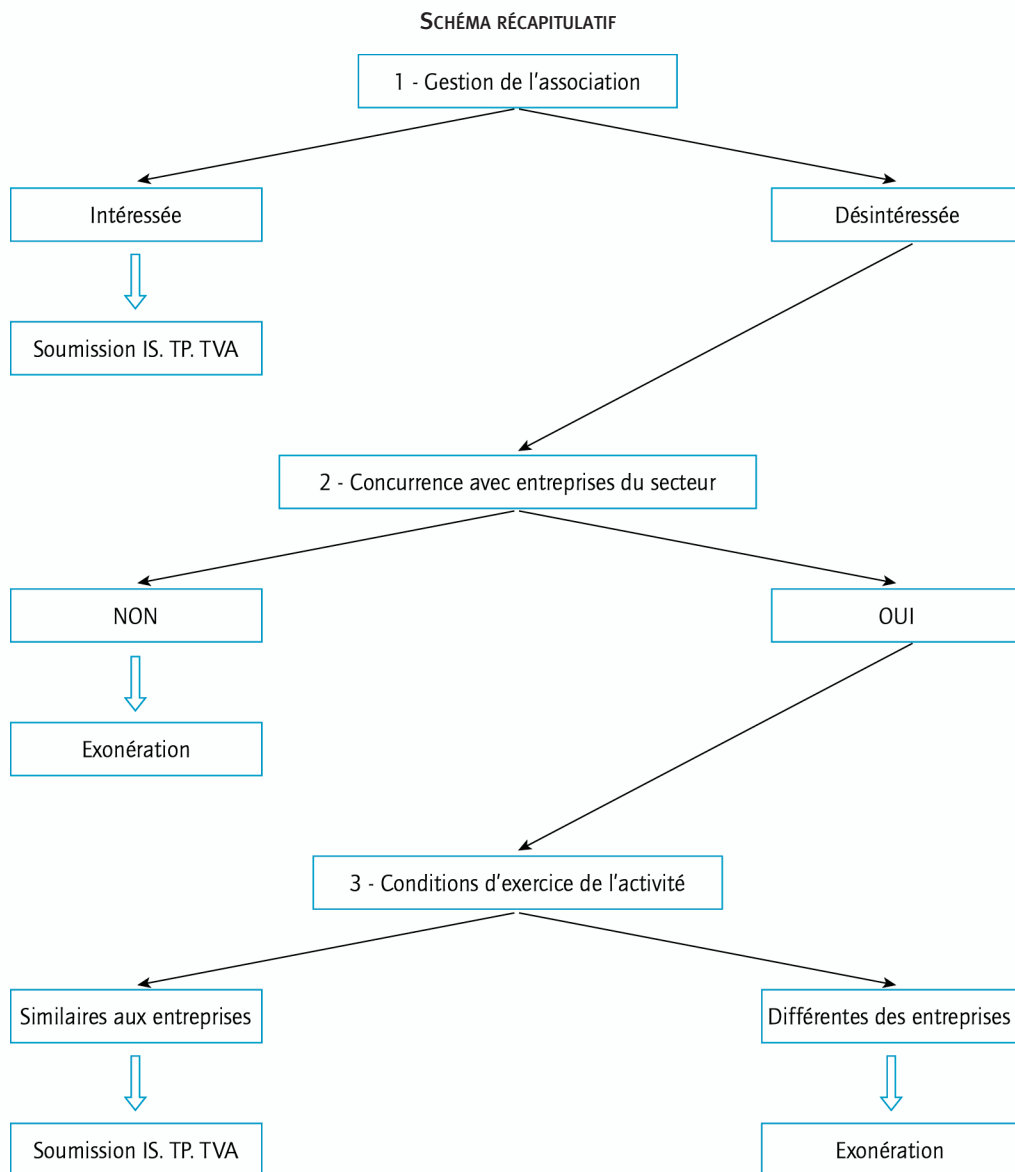 SCHÉMA RÉCAPITULATIF
1 - Gestion de l'association
Intéressée
Désintéressée
Soumission IS. TP. TVA
2 - Concurrence avec entreprises du secteur
NON
OUI
Exonération
3 - Conditions d'exercice de l'activité
Similaires aux entreprises
Différentes des entreprises
Soumission IS. TP. TVA
Exonération